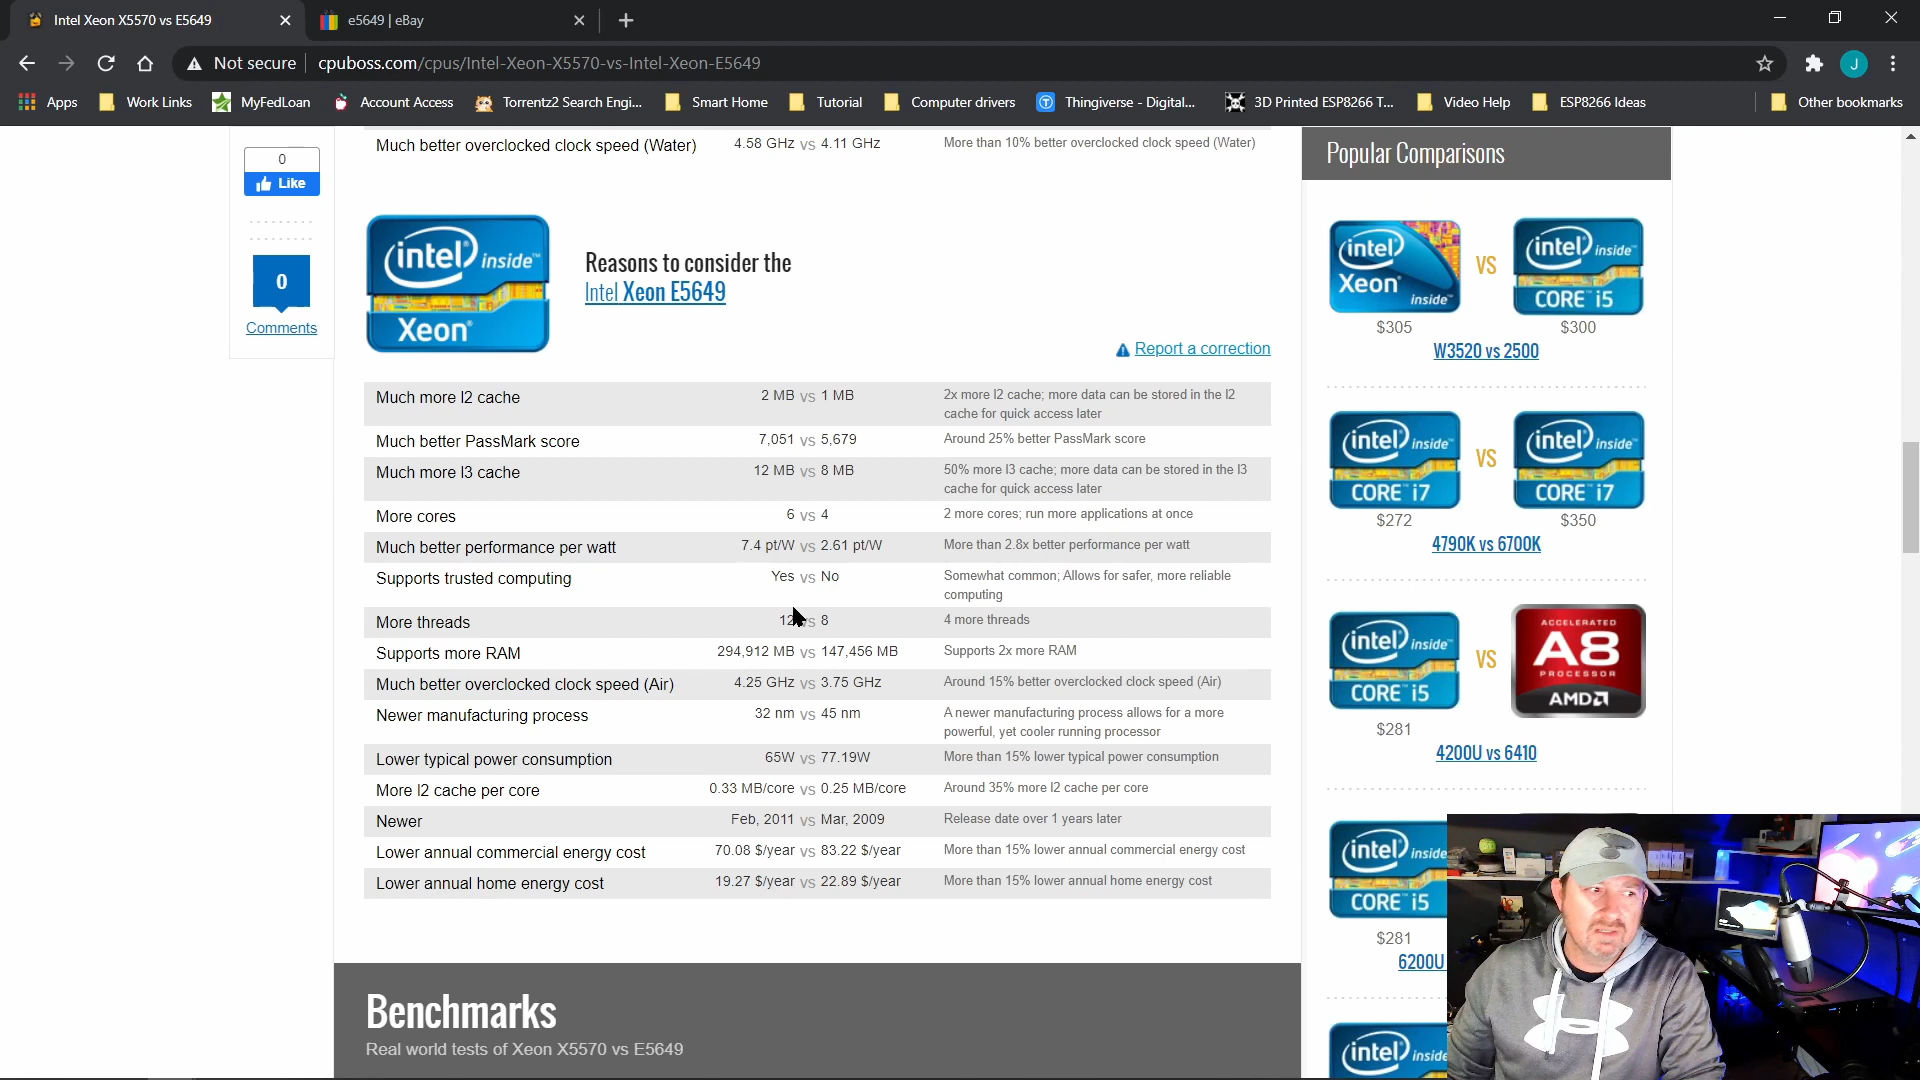 Intel Xeon X5570 vs E5649
e5649 | eBay
Not secure
cpuboss.com/cpus/Intel-Xeon-X5570-vs-Intel-Xeon-E5649
J
Apps
Work Links
MyFedLoan
Account Access
Torrentz2 Search Engi...
Smart Home
Tutorial
Computer drivers
Thingiverse - Digital...
3D Printed ESP8266 T...
Video Help
ESP8266 Ideas
Other bookmarks
0
Like
0
Comments
Much better overclocked clock speed (Water) 4.58 GHz vs 4.11 GHz More than 10% better overclocked clock speed (Water)
intel inside™
Xeon®
Reasons to consider the
Intel Xeon E5649
Report a correction
Much more l2 cache 2 MB vs 1 MB 2x more l2 cache; more data can be stored in the l2
cache for quick access later
Much better PassMark score 7,051 vs 5,679 Around 25% better PassMark score
Much more l3 cache 12 MB vs 8 MB 50% more l3 cache; more data can be stored in the l3
cache for quick access later
More cores 6 vs 4 2 more cores; run more applications at once
Much better performance per watt 7.4 pt/W vs 2.61 pt/W More than 2.8x better performance per watt
Supports trusted computing Yes vs No Somewhat common; Allows for safer, more reliable
computing
More threads 12 vs 8 4 more threads
Supports more RAM 294,912 MB vs 147,456 MB Supports 2x more RAM
Much better overclocked clock speed (Air) 4.25 GHz vs 3.75 GHz Around 15% better overclocked clock speed (Air)
Newer manufacturing process 32 nm vs 45 nm A newer manufacturing process allows for a more
powerful, yet cooler running processor
Lower typical power consumption 65W vs 77.19W More than 15% lower typical power consumption
More l2 cache per core 0.33 MB/core vs 0.25 MB/core Around 35% more l2 cache per core
Newer Feb, 2011 vs Mar, 2009 Release date over 1 years later
Lower annual commercial energy cost 70.08 $/year vs 83.22 $/year More than 15% lower annual commercial energy cost
Lower annual home energy cost 19.27 $/year vs 22.89 $/year More than 15% lower annual home energy cost
Benchmarks
Real world tests of Xeon X5570 vs E5649
Popular Comparisons
intel Xeon® inside™
VS
intel inside™ CORE™ i5
$305
$300
W3520 vs 2500
intel inside™ CORE™ i7
VS
intel inside™ CORE™ i7
$272
$350
4790K vs 6700K
intel inside™ CORE™ i5
VS
ACCELERATED
A8
PROCESSOR
AMD
$281
4200U vs 6410
intel inside
CORE™ i5
$281
6200U
intel inside